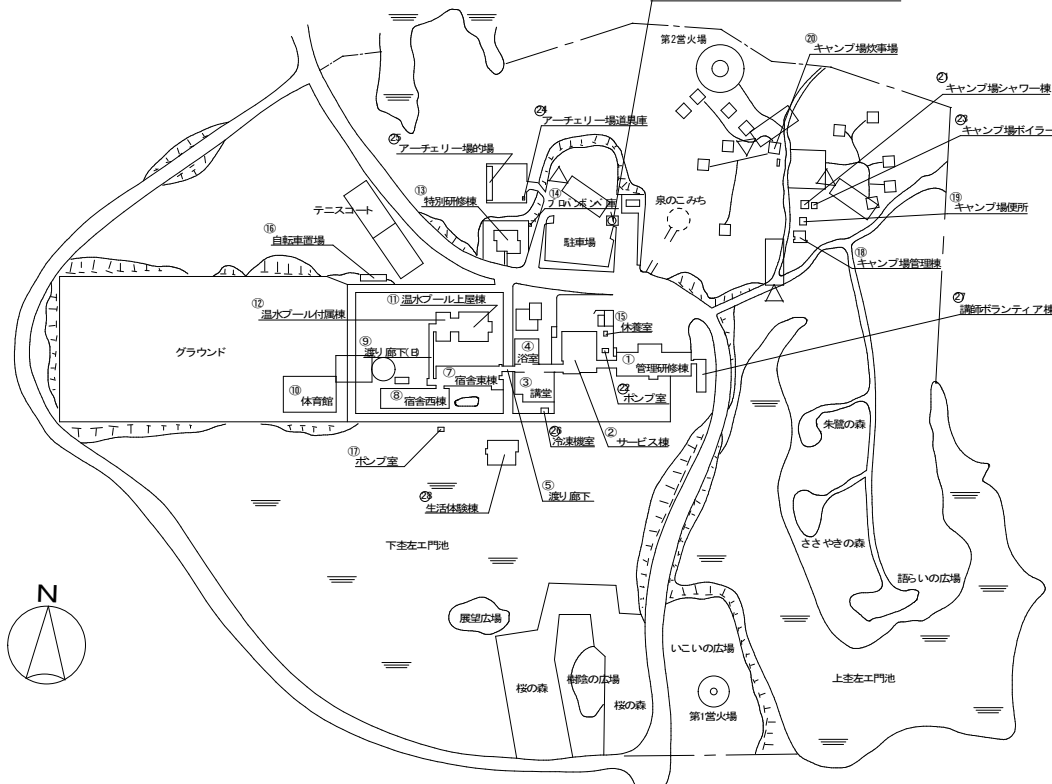 第2営火場
⑳
キャンプ場炊事場
㉑
キャンプ場シャワー棟
㉔
アーチェリー場道具庫
㉓
キャンプ場ボイラー
㉕
アーチェリー場的場
⑬
特別研修棟
⑭
プロパンボンベ庫
泉のこみち
⑲
キャンプ場便所
テニスコート
⑯
自転車置場
駐車場
⑱
キャンプ場管理棟
⑪
温水プール上屋棟
⑫
温水プール付属棟
㉗
講師ボランティア棟
⑮
休養室
グラウンド
⑨
渡り廊下(B)
④
浴室
①
管理研修棟
⑦
宿舎東棟
③
講堂
㉒
ポンプ室
⑩
体育館
⑧
宿舎西棟
㉖
冷凍機室
②
サービス棟
朱鷺の森
⑰
ポンプ室
⑤
渡り廊下
㉘
生活体験棟
下杢左エ門池
ささやきの森
語らいの広場
N
展望広場
いこいの広場
樹陰の広場
桜の森
桜の森
上杢左エ門池
第1営火場